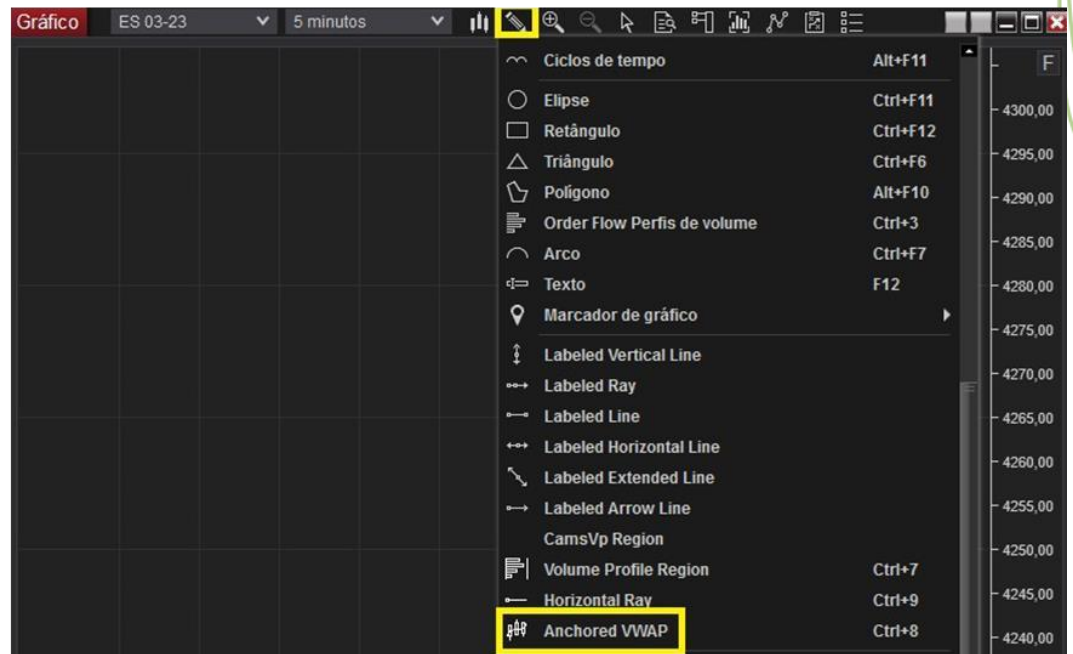 Gráfico ES 03-23 5 minutos
F
Ciclos de tempo Alt+F11
Elipse Ctrl+F11
Retângulo Ctrl+F12
Triângulo Ctrl+F6
Polígono Alt+F10
Order Flow Perfis de volume Ctrl+3
Arco Ctrl+F7
Texto F12
Marcador de gráfico
Labeled Vertical Line
Labeled Ray
Labeled Line
Labeled Horizontal Line
Labeled Extended Line
Labeled Arrow Line
CamsVp Region
Volume Profile Region Ctrl+7
Horizontal Ray Ctrl+9
Anchored VWAP Ctrl+8
4300,00
4295,00
4290,00
4285,00
4280,00
4275,00
4270,00
4265,00
4260,00
4255,00
4250,00
4245,00
4240,00